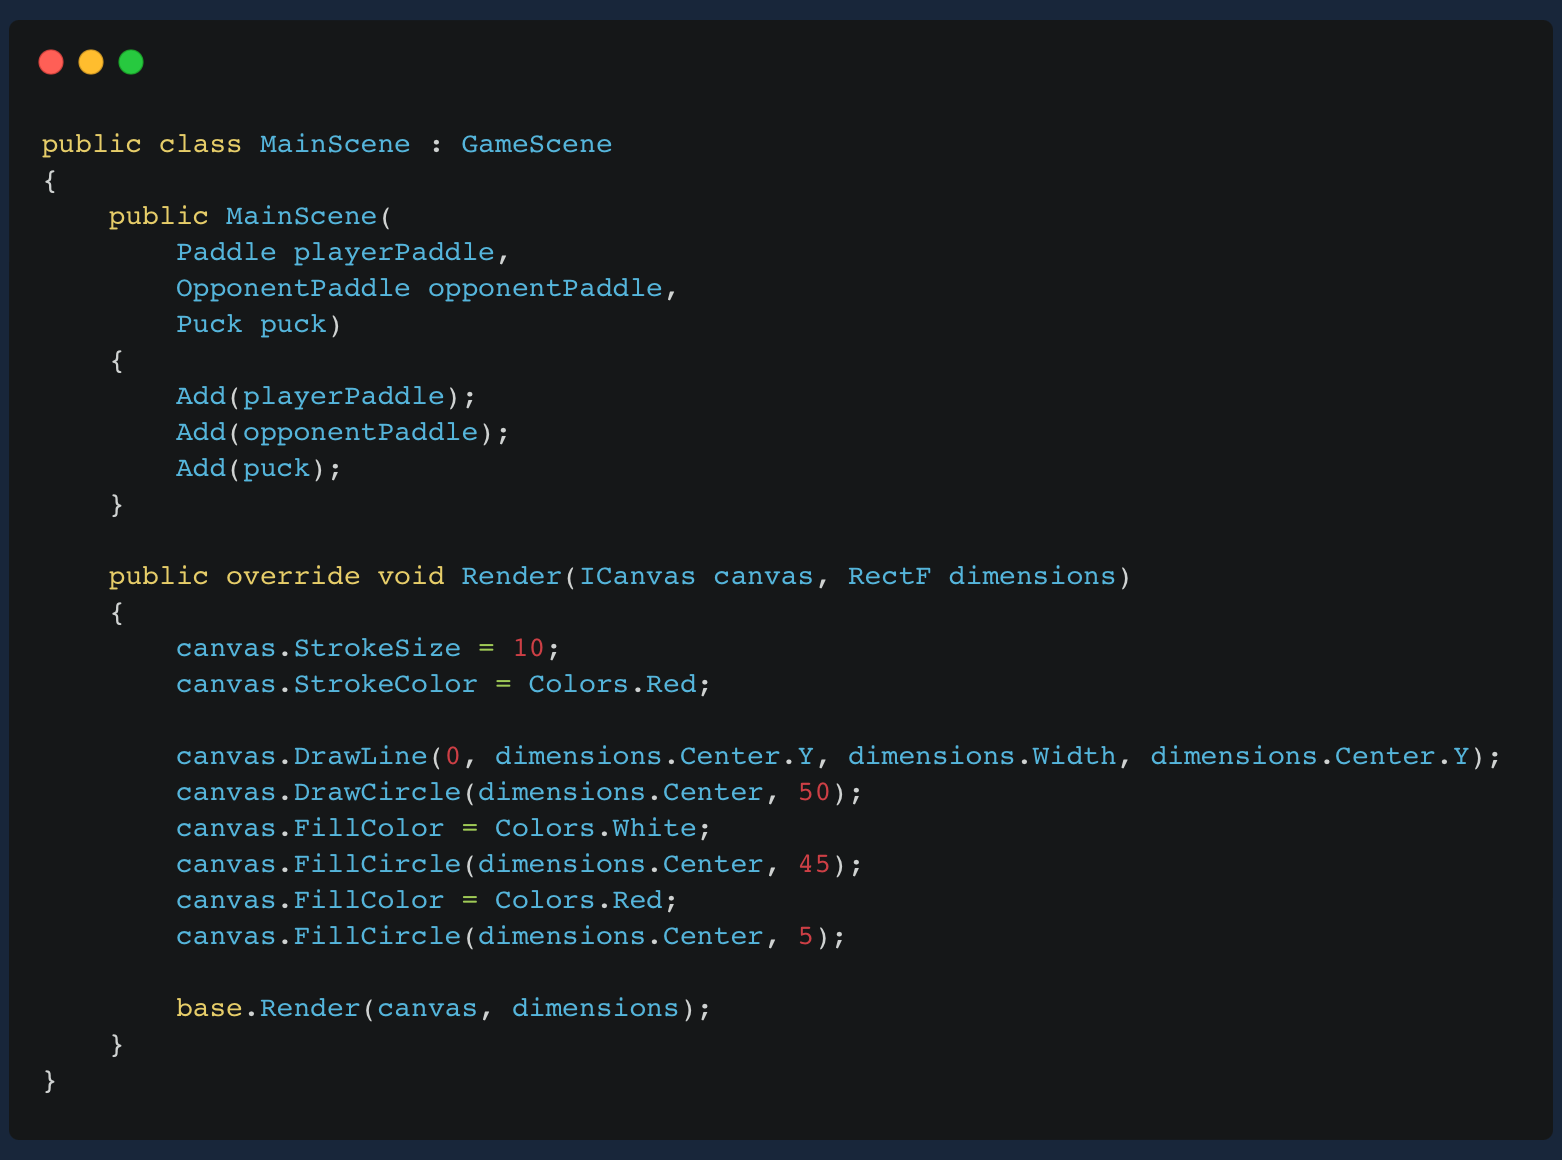 public class MainScene : GameScene
{
    public MainScene(
        Paddle playerPaddle,
        OpponentPaddle opponentPaddle,
        Puck puck)
    {
        Add(playerPaddle);
        Add(opponentPaddle);
        Add(puck);
    }

    public override void Render(ICanvas canvas, RectF dimensions)
    {
        canvas.StrokeSize = 10;
        canvas.StrokeColor = Colors.Red;

        canvas.DrawLine(0, dimensions.Center.Y, dimensions.Width, dimensions.Center.Y);
        canvas.DrawCircle(dimensions.Center, 50);
        canvas.FillColor = Colors.White;
        canvas.FillCircle(dimensions.Center, 45);
        canvas.FillColor = Colors.Red;
        canvas.FillCircle(dimensions.Center, 5);

        base.Render(canvas, dimensions);
    }
}